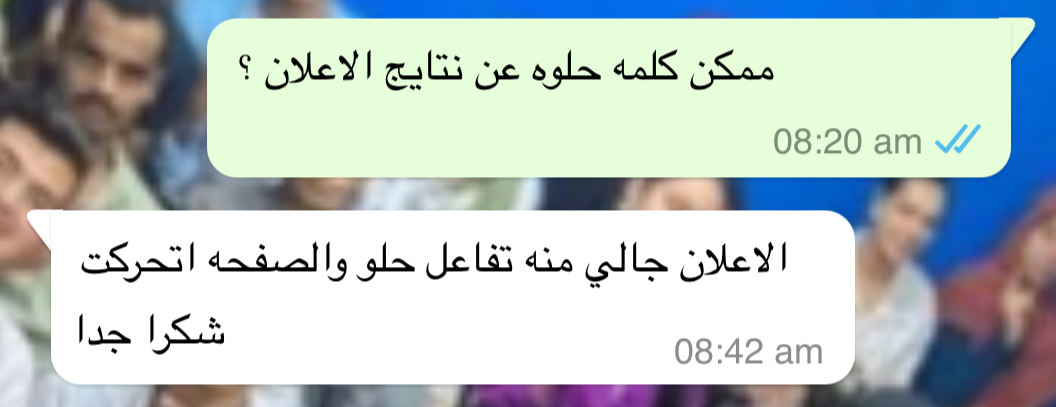 ممكن كلمه حلوه عن نتايج الاعلان ؟
08:20 am
الاعلان جالي منه تفاعل حلو والصفحه اتحركت
شكرا جدا
08:42 am